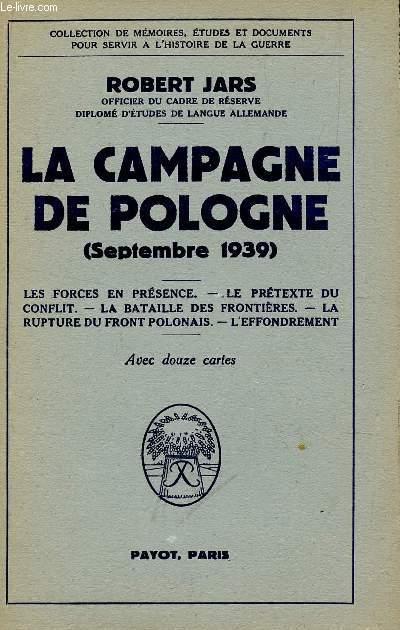 Le-livre.com
COLLECTION DE MÉMOIRES, ÉTUDES ET DOCUMENTS
POUR SERVIR A L'HISTOIRE DE LA GUERRE
ROBERT JARS
OFFICIER DU CADRE DE RÉSERVE
DIPLOMÉ D'ÉTUDES DE LANGUE ALLEMANDE
LA CAMPAGNE
DE POLOGNE
(Septembre 1939)
LES FORCES EN PRÉSENCE. — LE PRÉTEXTE DU
CONFLIT. — LA BATAILLE DES FRONTIÈRES. — LA
RUPTURE DU FRONT POLONAIS. — L'EFFONDREMENT
Avec douze cartes
PAYOT, PARIS